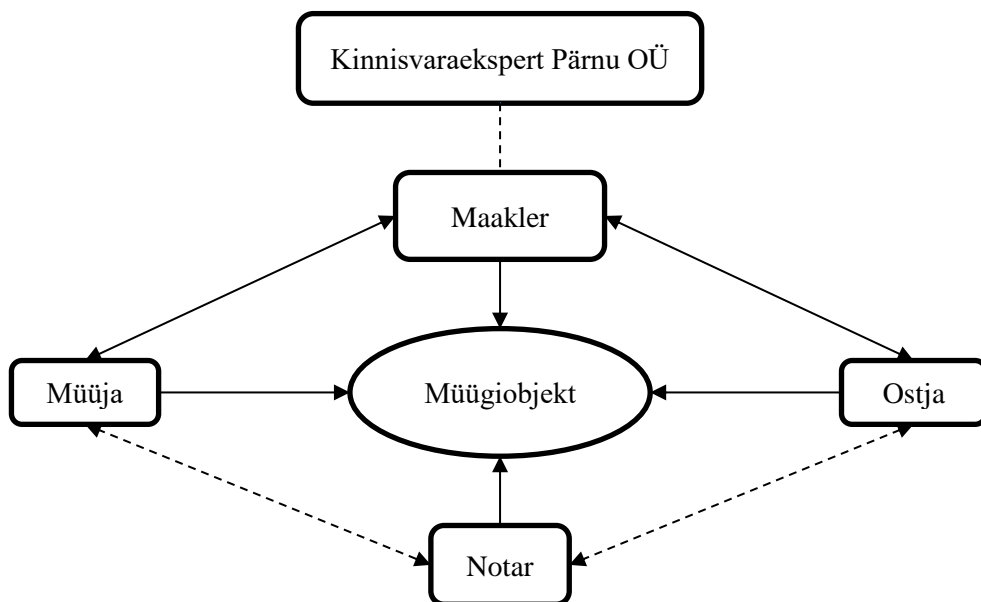 Kinnisvaraekspert Pärnu OÜ
Maakler
Müüja
Müügiobjekt
Ostja
Notar